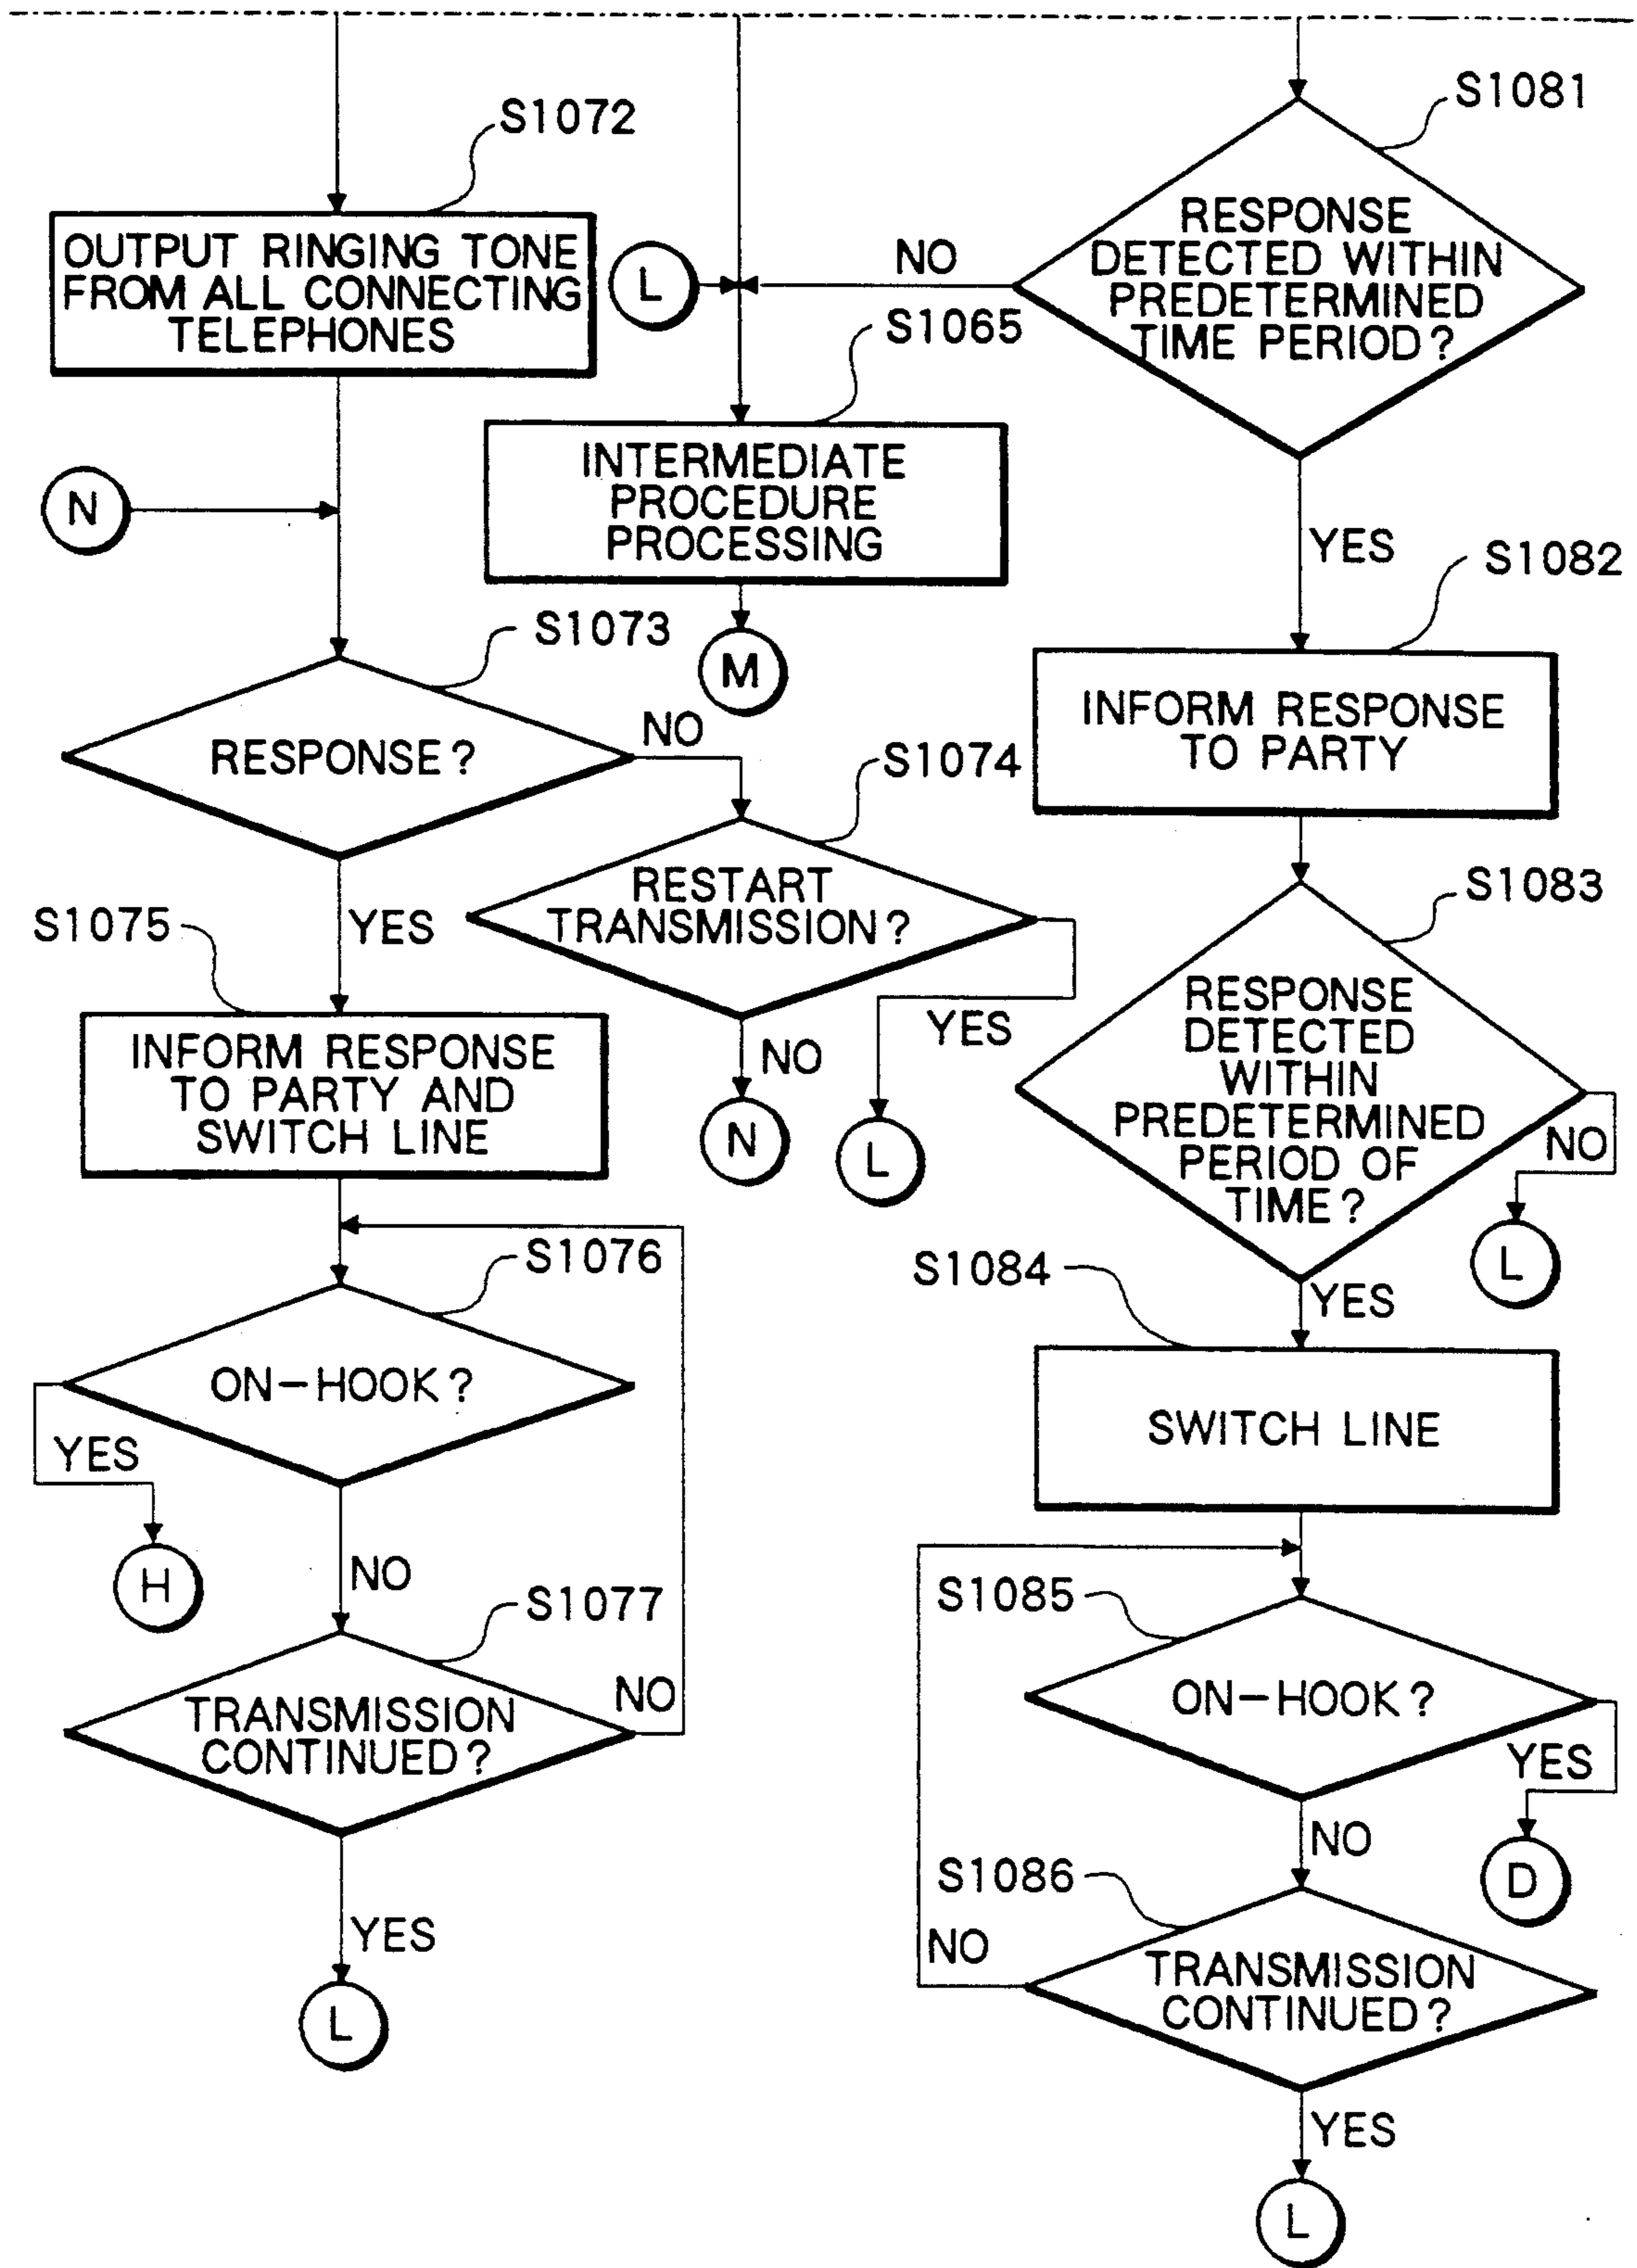 S1072
OUTPUT RINGING TONE
FROM ALL CONNECTING
TELEPHONES
N
S1073
RESPONSE?
NO
YES
S1074
RESTART
TRANSMISSION?
YES
L
NO
N
S1075
INFORM RESPONSE
TO PARTY AND
SWITCH LINE
S1076
ON-HOOK?
YES
H
NO
S1077
TRANSMISSION
CONTINUED?
NO
YES
L
L
S1065
INTERMEDIATE
PROCEDURE
PROCESSING
M
S1081
RESPONSE
DETECTED WITHIN
PREDETERMINED
TIME PERIOD?
NO
YES
S1082
INFORM RESPONSE
TO PARTY
S1083
RESPONSE
DETECTED
WITHIN
PREDETERMINED
PERIOD OF
TIME?
NO
L
YES
S1084
SWITCH LINE
S1085
ON-HOOK?
YES
D
NO
S1086
TRANSMISSION
CONTINUED?
NO
YES
L